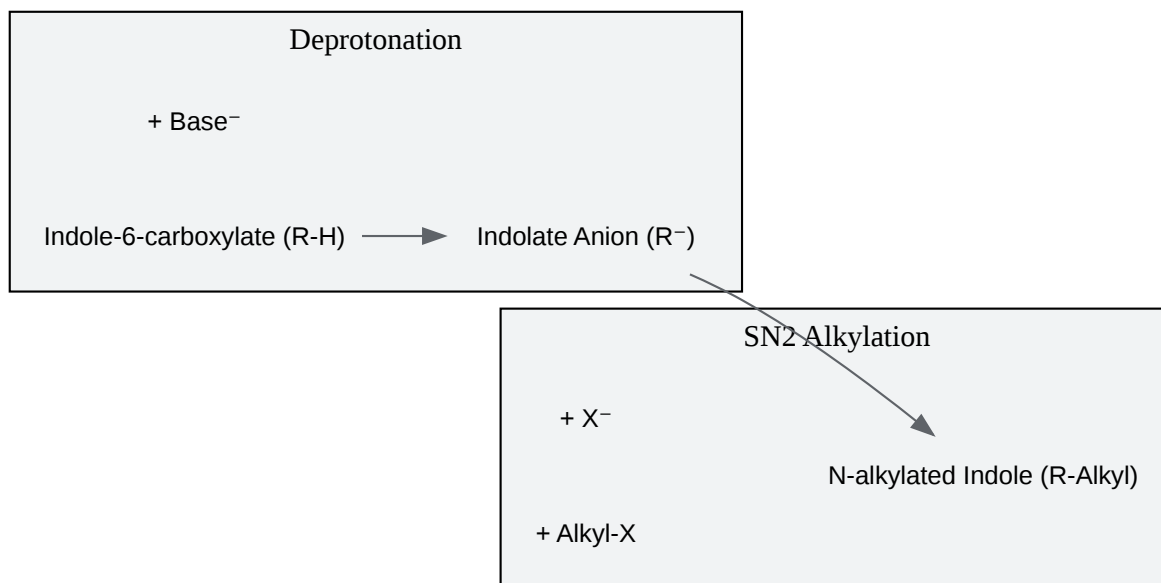 Deprotonation
+ Base⁻
Indole-6-carboxylate (R-H)
Indolate Anion (R⁻)
SN2 Alkylation
+ X⁻
N-alkylated Indole (R-Alkyl)
+ Alkyl-X